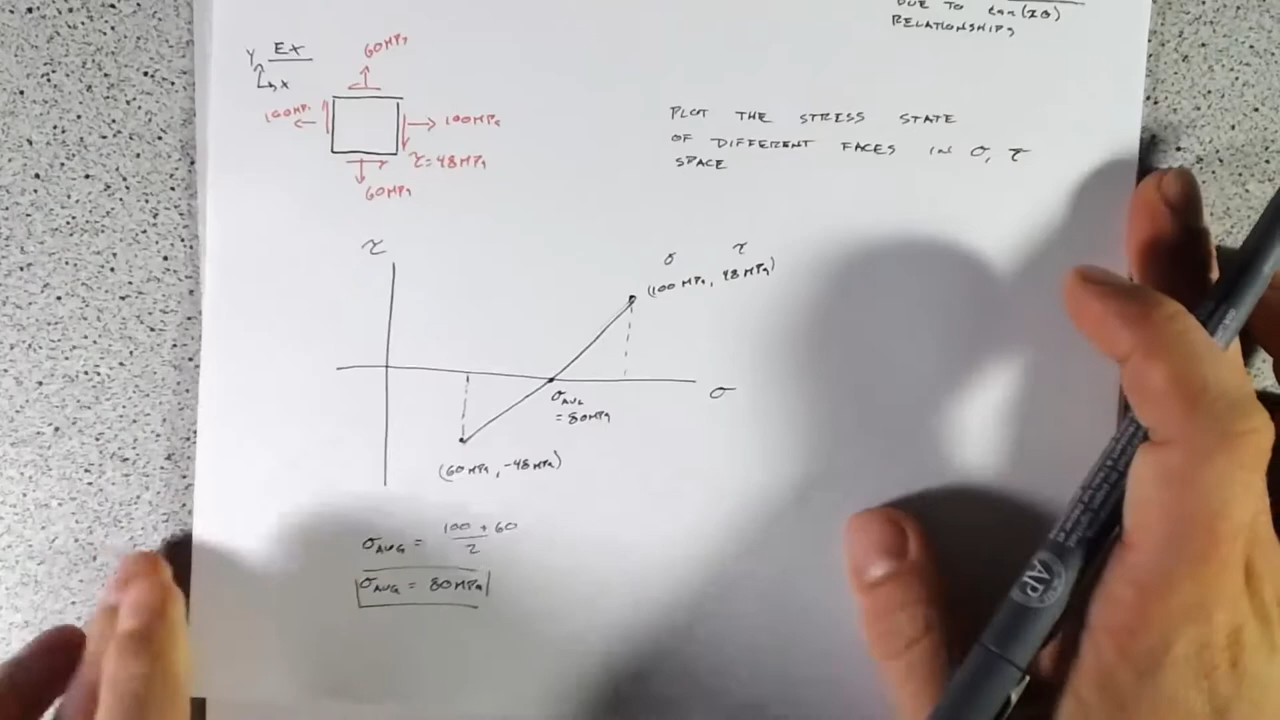 DUE TO tan(2θ)
RELATIONSHIPS
Y Ex
x
60MPa
100MPa
100MPa
τ=48MPa
60MPa
PLOT THE STRESS STATE
OF DIFFERENT FACES IN σ, τ
SPACE
τ
σ τ
(100 MPa, 48 MPa)
σ
σAVG
= 80MPa
(60 MPa, -48 MPa)
σAVG = 100 + 60
2
σAVG = 80MPa
AP